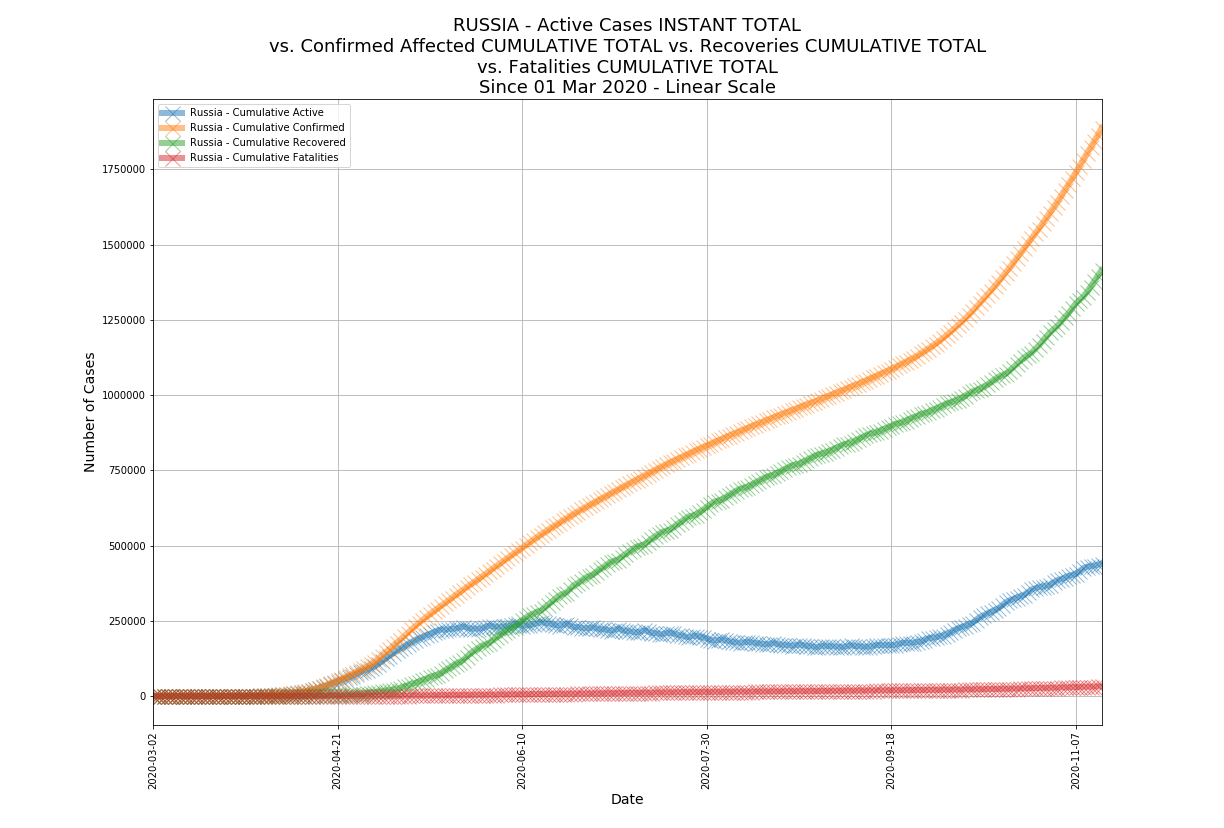 RUSSIA - Active Cases INSTANT TOTAL
vs. Confirmed Affected CUMULATIVE TOTAL vs. Recoveries CUMULATIVE TOTAL
vs. Fatalities CUMULATIVE TOTAL
Since 01 Mar 2020 - Linear Scale
Russia - Cumulative Active
Russia - Cumulative Confirmed
Russia - Cumulative Recovered
Russia - Cumulative Fatalities
Number of Cases
1750000
1500000
1250000
1000000
750000
500000
250000
0
2020-03-02
2020-04-21
2020-06-10
2020-07-30
2020-09-18
2020-11-07
Date